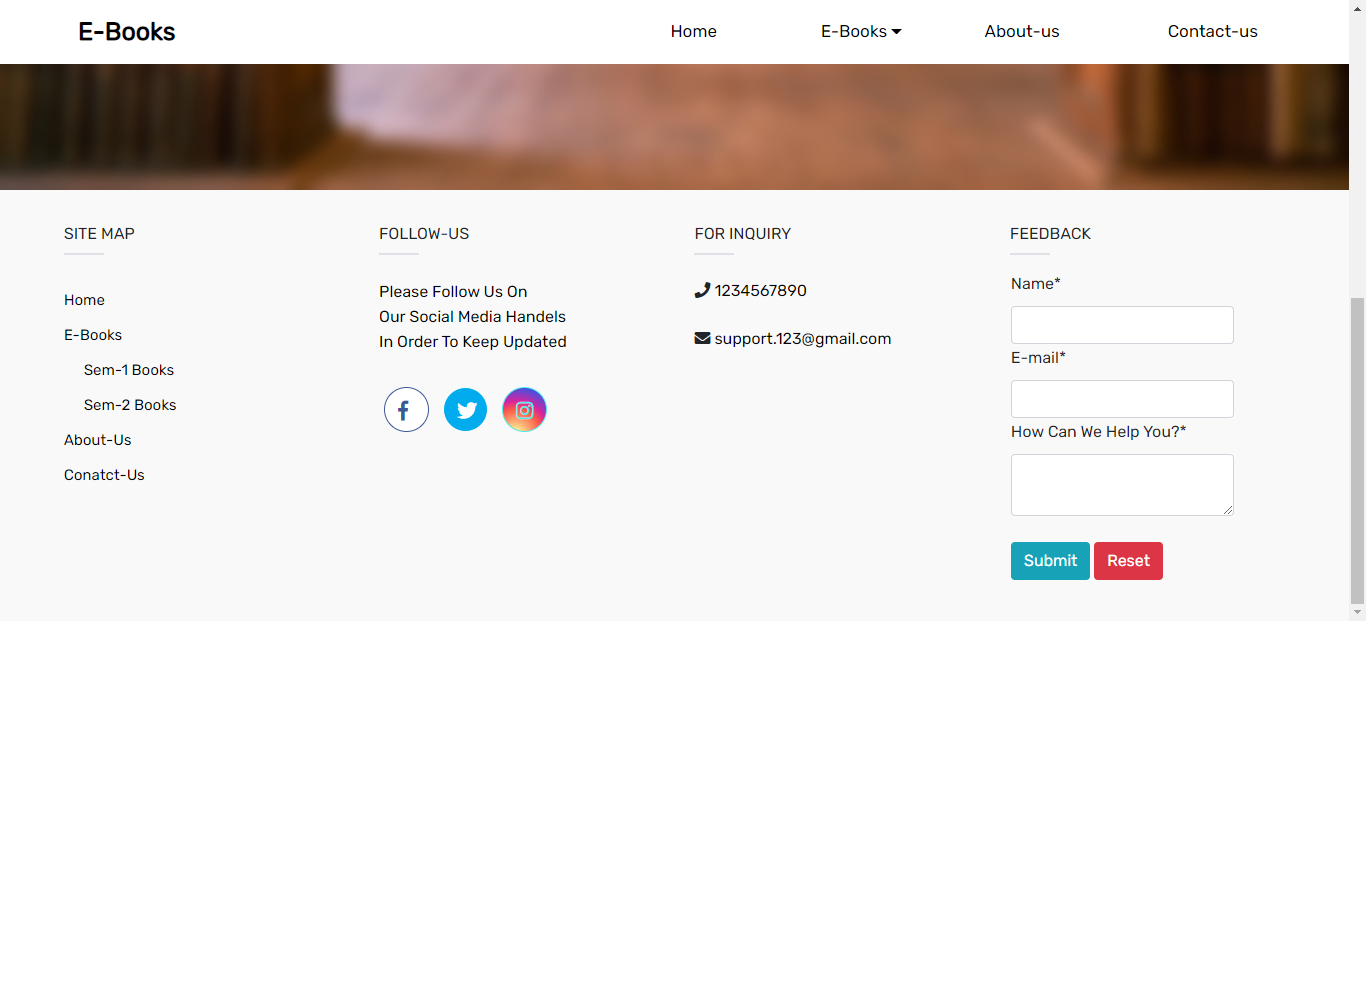 E-Books
Home
E-Books
About-us
Contact-us
SITE MAP
Home
E-Books
Sem-1 Books
Sem-2 Books
About-Us
Conatct-Us
FOLLOW-US
Please Follow Us On
Our Social Media Handels
In Order To Keep Updated
FOR INQUIRY
1234567890
support.123@gmail.com
FEEDBACK
Name*
E-mail*
How Can We Help You?*
Submit
Reset